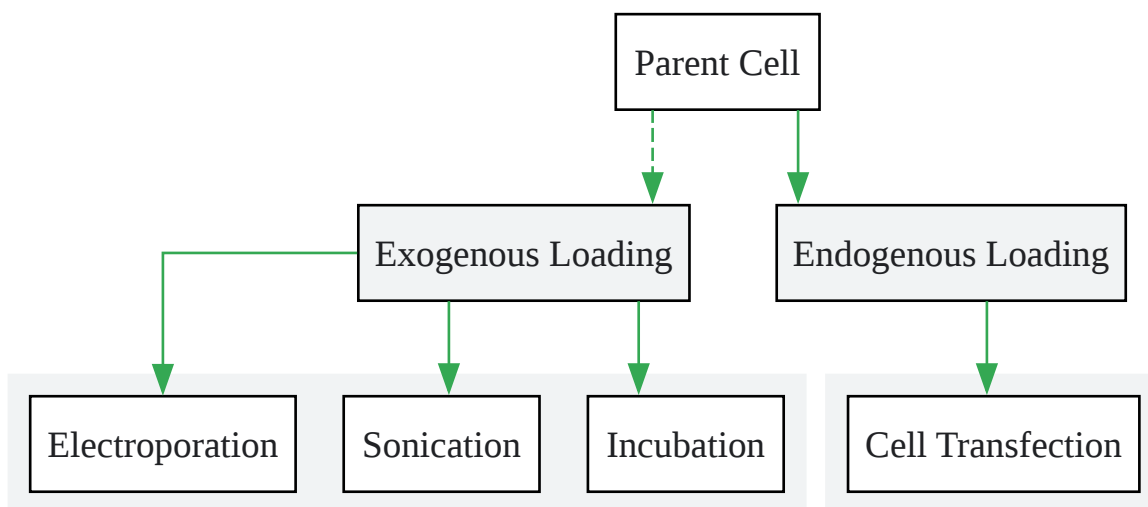 Parent Cell
Exogenous Loading
Endogenous Loading
Electroporation
Sonication
Incubation
Cell Transfection